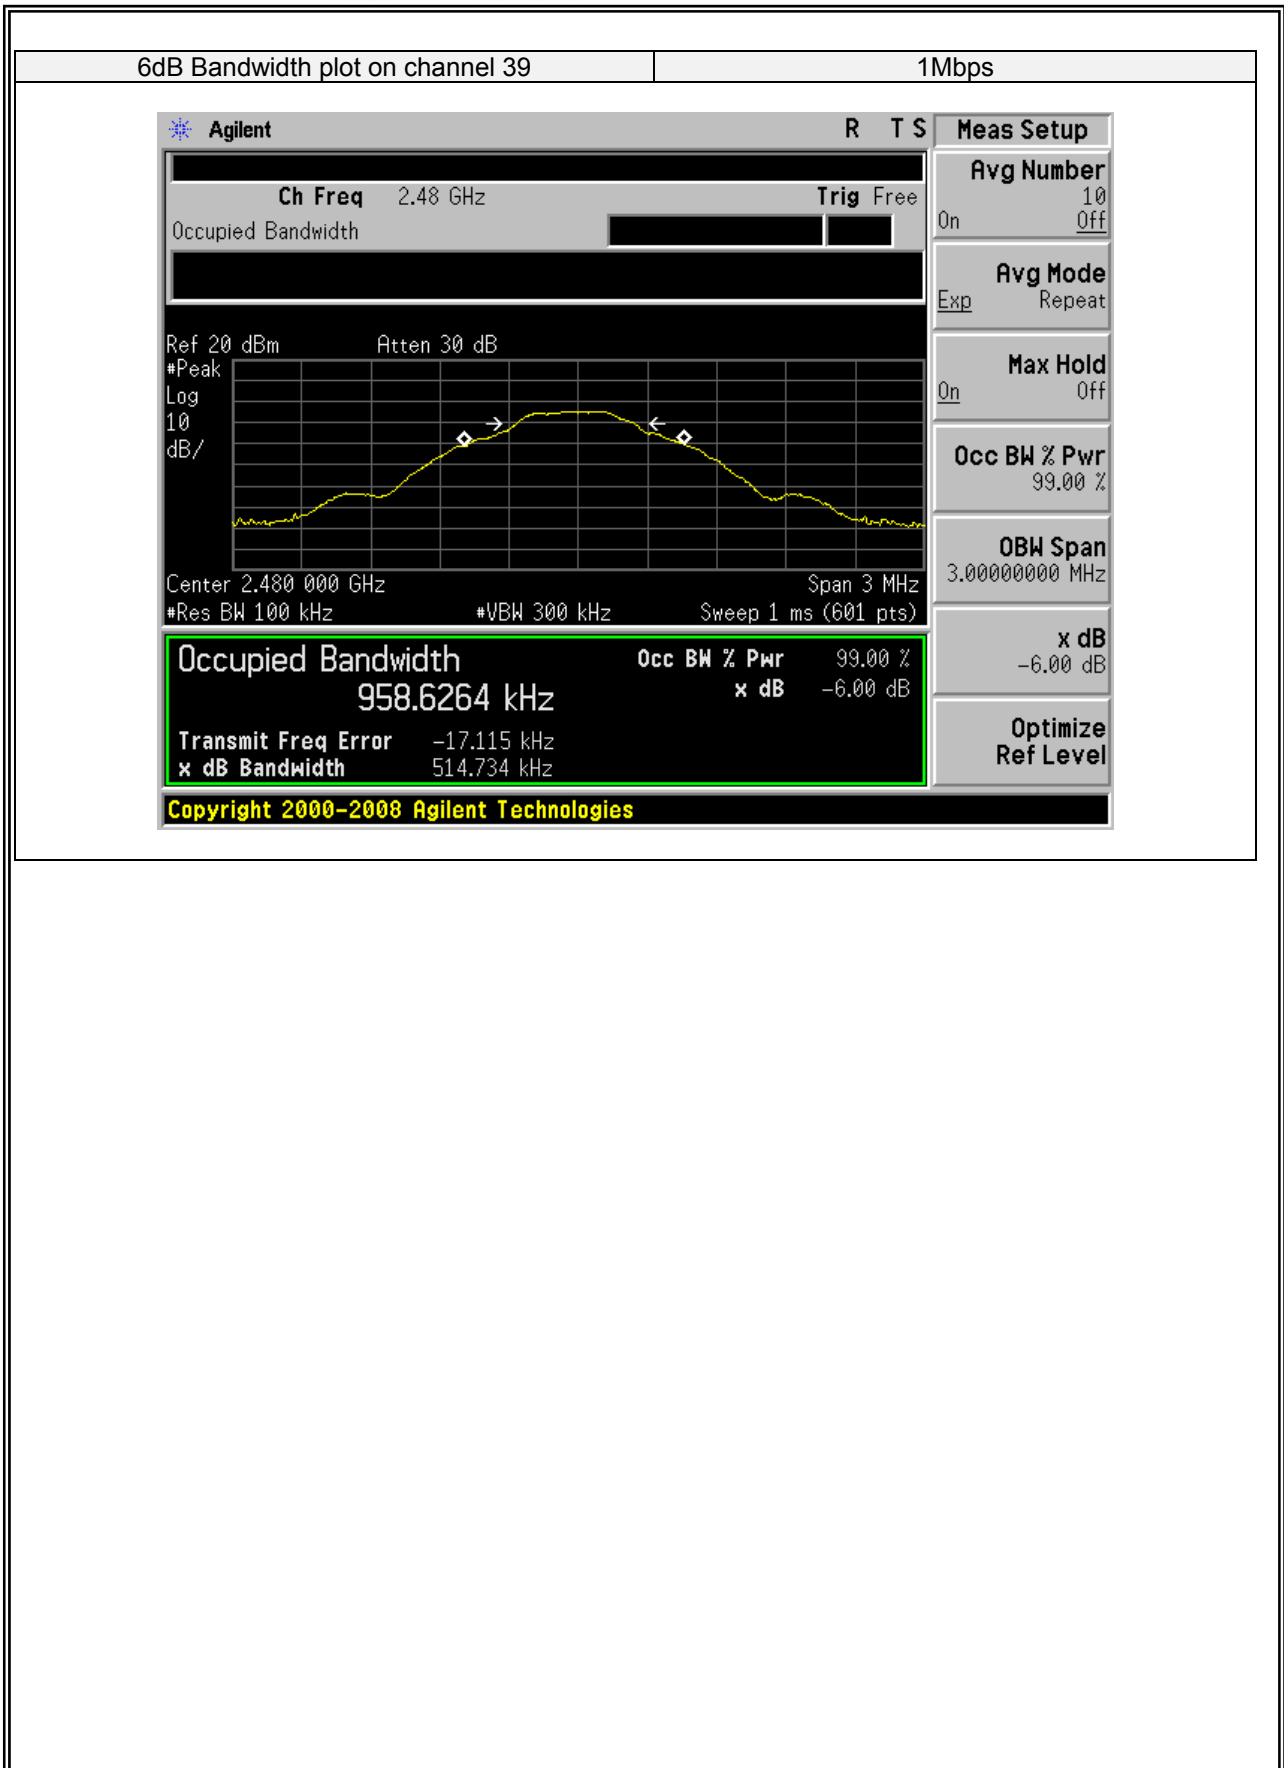 6dB Bandwidth plot on channel 39 1Mbps
Agilent R T S Meas Setup
Ch Freq 2.48 GHz Trig Free
Occupied Bandwidth
Avg Number
10
On Off
Avg Mode
Exp Repeat
Max Hold
On Off
Occ BW % Pwr
99.00 %
OBW Span
3.00000000 MHz
x dB
-6.00 dB
Optimize
Ref Level
Ref 20 dBm Atten 30 dB
#Peak
Log
10
dB/
Center 2.480 000 GHz Span 3 MHz
#Res BW 100 kHz #VBW 300 kHz Sweep 1 ms (601 pts)
Occupied Bandwidth Occ BW % Pwr 99.00 %
958.6264 kHz x dB -6.00 dB
Transmit Freq Error -17.115 kHz
x dB Bandwidth 514.734 kHz
Copyright 2000-2008 Agilent Technologies